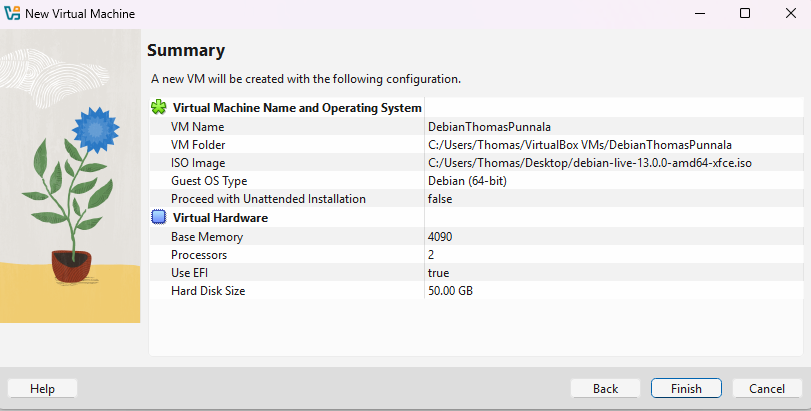 New Virtual Machine
Summary
A new VM will be created with the following configuration.
Virtual Machine Name and Operating System
VM Name DebianThomasPunnala
VM Folder C:/Users/Thomas/VirtualBox VMs/DebianThomasPunnala
ISO Image C:/Users/Thomas/Desktop/debian-live-13.0.0-amd64-xfce.iso
Guest OS Type Debian (64-bit)
Proceed with Unattended Installation false
Virtual Hardware
Base Memory 4090
Processors 2
Use EFI true
Hard Disk Size 50.00 GB
Help Back Finish Cancel